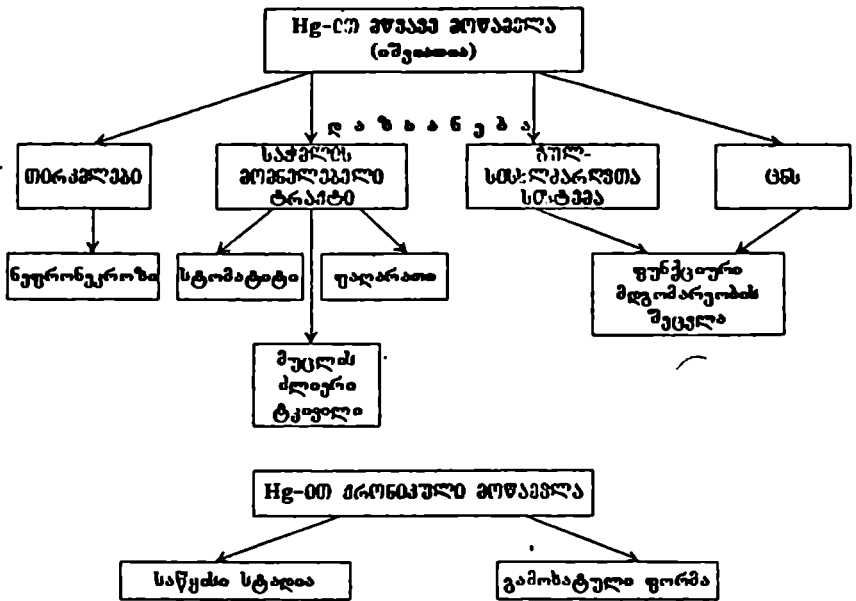 Hg-ით მწვავე მოწამვლა
(იშვიათია)
დაზიანება
თირკმლები
საჭმლის
მომნელებელი
ტრაქტი
გულ-
სისხლძარღვთა
სისტემა
ცნს
ნეფრონეკროზი
სტომატიტი
ფაღარათი
ფუნქციური
მდგომარეობის
შეცვლა
მუცლის
ძლიერი
ტკივილი
Hg-ით ქრონიკული მოწამვლა
საწყისი სტადია
გამოხატული ფორმა